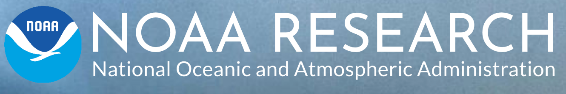 NOAA
NOAA RESEARCH
National Oceanic and Atmospheric Administration